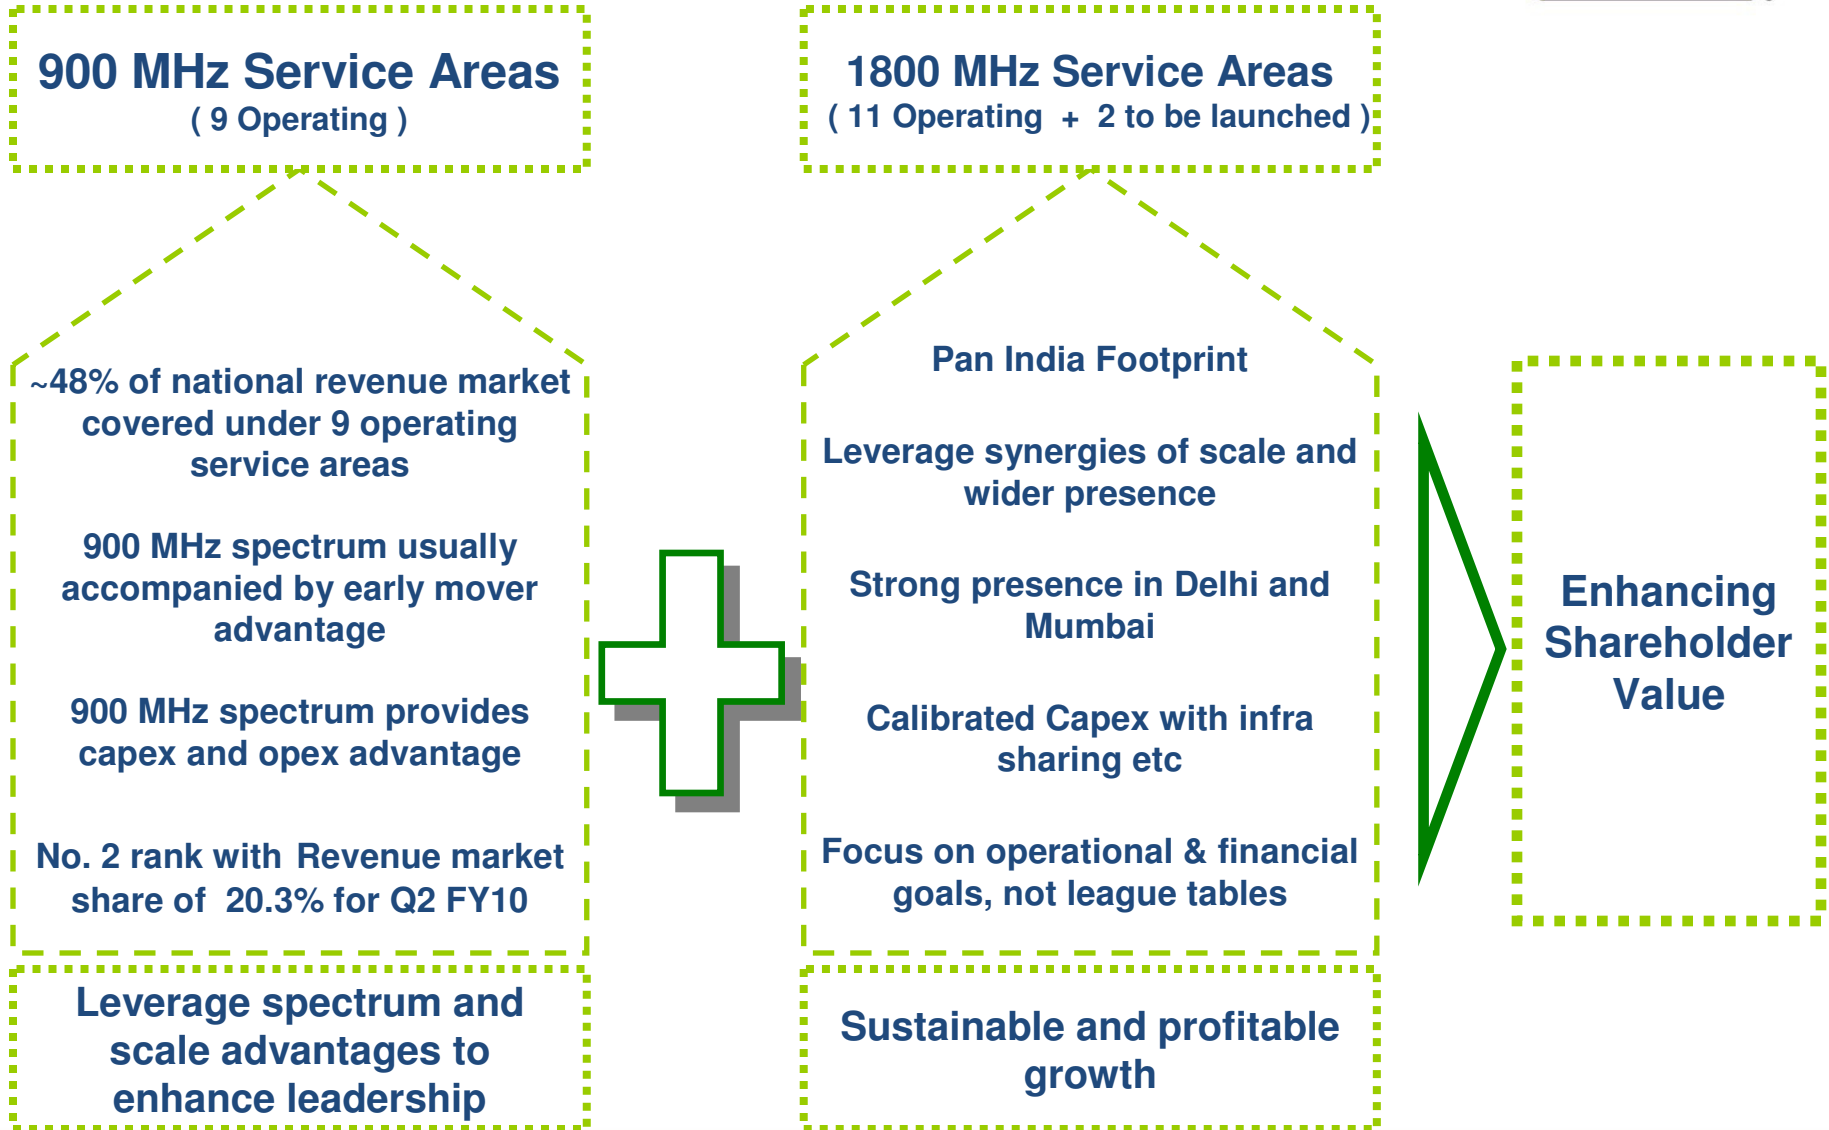 900 MHz Service Areas
( 9 Operating )
~48% of national revenue market
covered under 9 operating
service areas
900 MHz spectrum usually
accompanied by early mover
advantage
900 MHz spectrum provides
capex and opex advantage
No. 2 rank with Revenue market
share of 20.3% for Q2 FY10
Leverage spectrum and
scale advantages to
enhance leadership
1800 MHz Service Areas
( 11 Operating + 2 to be launched )
Pan India Footprint
Leverage synergies of scale and
wider presence
Strong presence in Delhi and
Mumbai
Calibrated Capex with infra
sharing etc
Focus on operational & financial
goals, not league tables
Sustainable and profitable
growth
Enhancing
Shareholder
Value